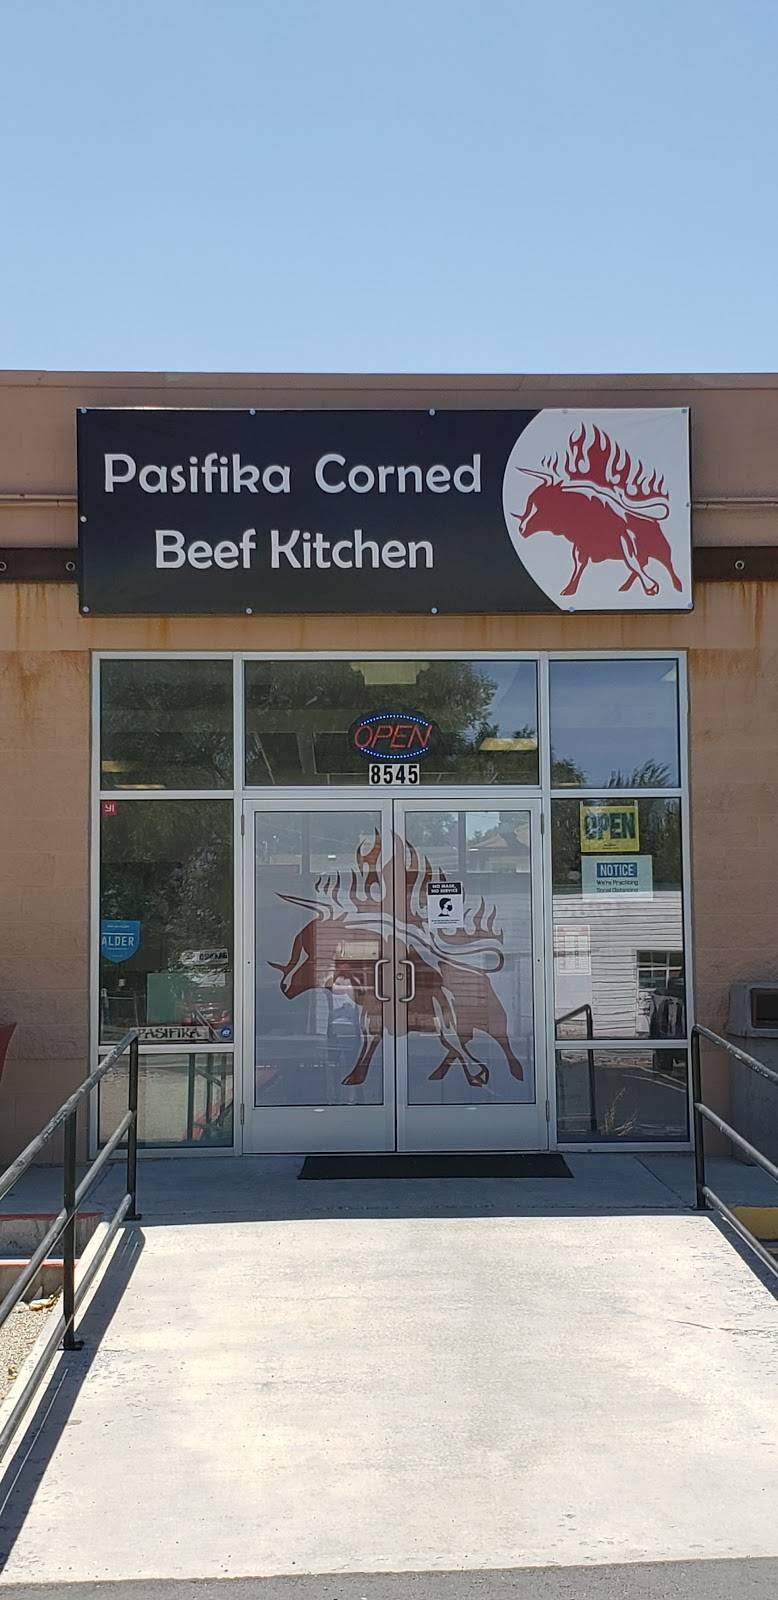 Pasifika Corned
Beef Kitchen
OPEN
8545
OPEN
NO MASK,
NO SERVICE
NOTICE
We're Practicing
Social Distancing
ALDER
PASIFIKA